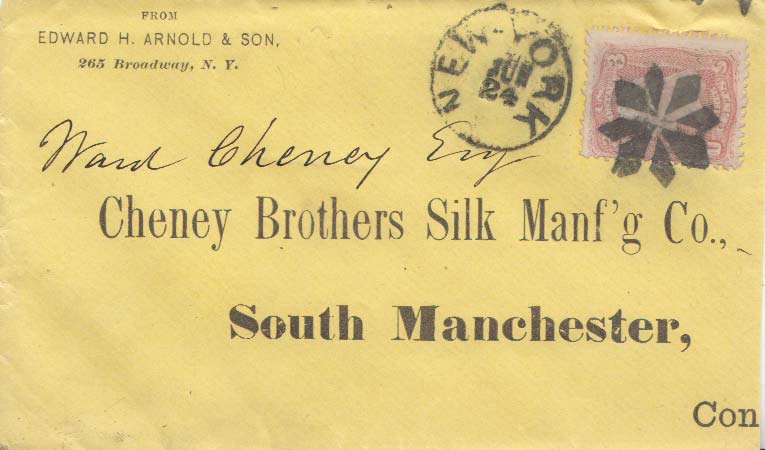 FROM
EDWARD H. ARNOLD & SON,
265 Broadway, N. Y.
NEW-YORK
JUN
24
Ward Cheney Esq
Cheney Brothers Silk Manf'g Co.,
South Manchester,
Con